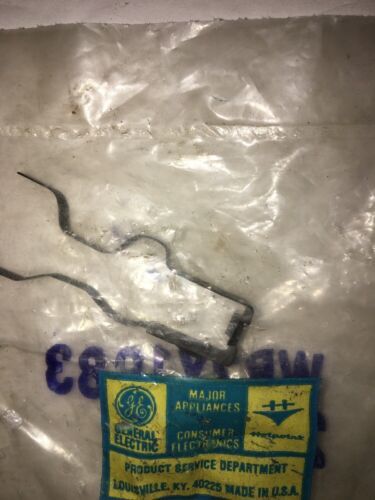 GE
GENERAL
ELECTRIC
MAJOR
APPLIANCES
CONSUMER
ELECTRONICS
Hotpoint
PRODUCT SERVICE DEPARTMENT
LOUISVILLE, KY. 40225 MADE IN U.S.A.